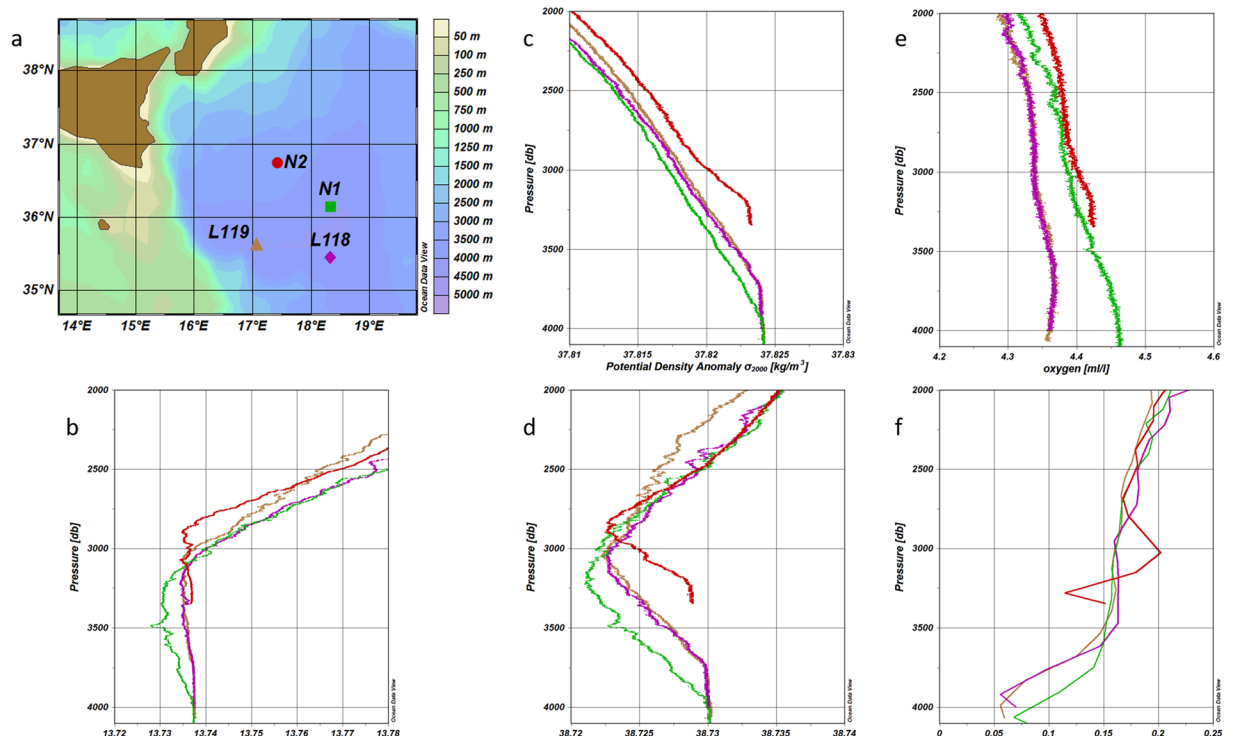 a
38°N
37°N
36°N
35°N
14°E
15°E
16°E
17°E
18°E
19°E
N2
N1
L119
L118
Ocean Data View
50 m
100 m
250 m
500 m
750 m
1000 m
1250 m
1500 m
2000 m
2500 m
3000 m
3500 m
4000 m
4500 m
5000 m
c
2000
2500
3000
3500
4000
Pressure [db]
37.81
37.815
37.82
37.825
37.83
Potential Density Anomaly σ2000 [kg/m³]
Ocean Data View
e
2000
2500
3000
3500
4000
Pressure [db]
4.2
4.3
4.4
4.5
4.6
oxygen [ml/l]
Ocean Data View
b
2000
2500
3000
3500
4000
Pressure [db]
13.72
13.73
13.74
13.75
13.76
13.77
13.78
Ocean Data View
d
2000
2500
3000
3500
4000
Pressure [db]
38.72
38.725
38.73
38.735
38.74
Ocean Data View
f
2000
2500
3000
3500
4000
Pressure [db]
0
0.05
0.1
0.15
0.2
0.25
Ocean Data View